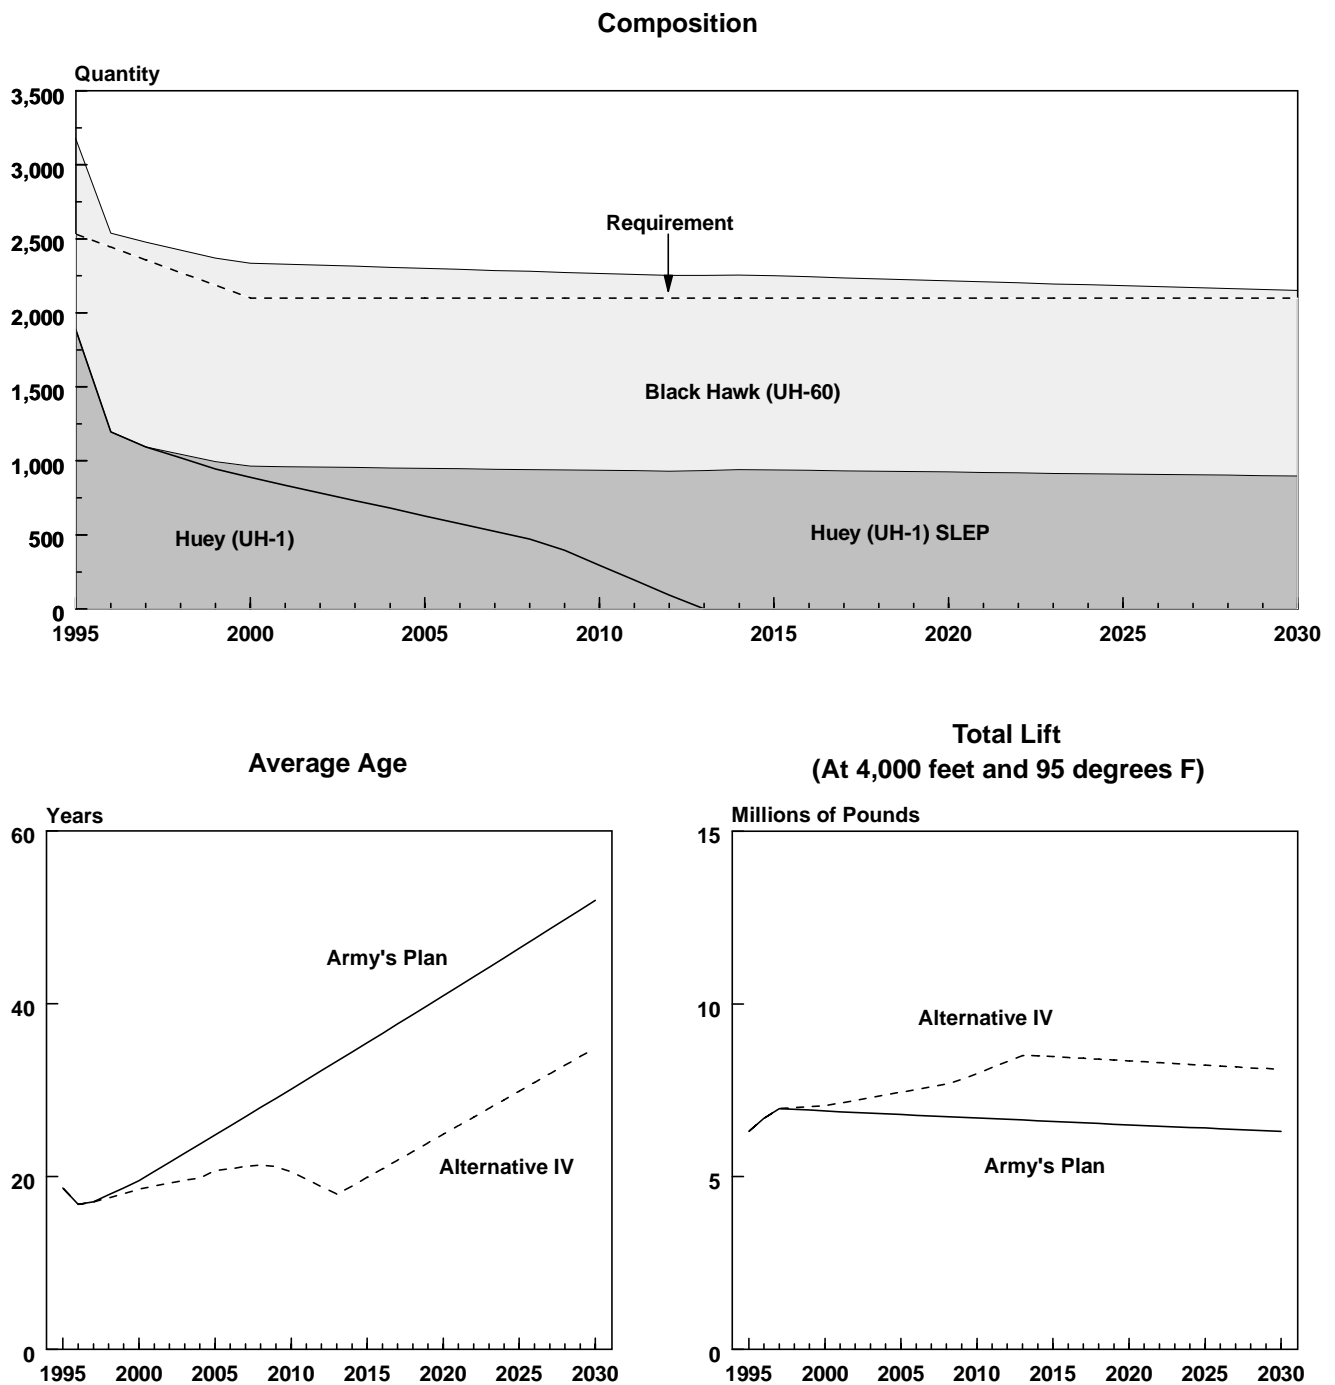 Composition
Quantity
3,500
3,000
2,500
2,000
1,500
1,000
500
0
Requirement
Black Hawk (UH-60)
Huey (UH-1)
Huey (UH-1) SLEP
1995 2000 2005 2010 2015 2020 2025 2030
Average Age
Years
60
40
20
0
Army's Plan
Alternative IV
1995 2000 2005 2010 2015 2020 2025 2030
Total Lift
(At 4,000 feet and 95 degrees F)
Millions of Pounds
15
10
5
0
Alternative IV
Army's Plan
1995 2000 2005 2010 2015 2020 2025 2030